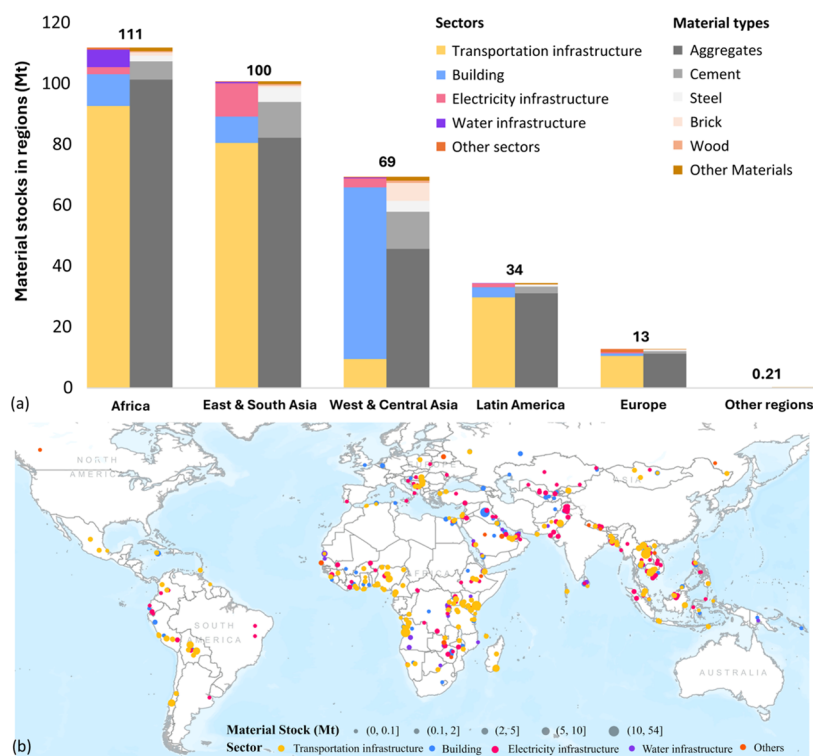 120
100
80
60
40
20
0
Material stocks in regions (Mt)
111
100
69
34
13
0.21
Sectors
Transportation infrastructure
Building
Electricity infrastructure
Water infrastructure
Other sectors
Material types
Aggregates
Cement
Steel
Brick
Wood
Other Materials
(a)
Africa
East & South Asia
West & Central Asia
Latin America
Europe
Other regions
NORTH
AMERICA
ASIA
AFRICA
SOUTH
AMERICA
AUSTRALIA
Material Stock (Mt) (0, 0.1] (0.1, 2] (2, 5] (5, 10] (10, 54]
(b) Sector Transportation infrastructure Building Electricity infrastructure Water infrastructure Others